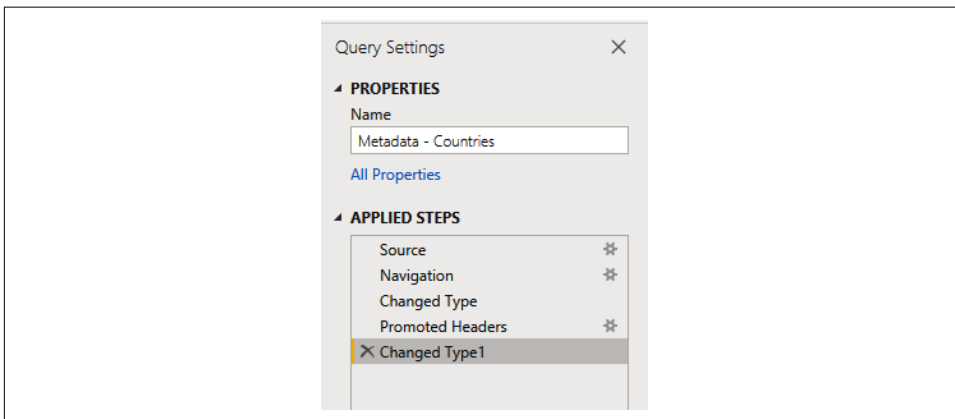 Query Settings
PROPERTIES
Name
Metadata - Countries
All Properties
APPLIED STEPS
Source
Navigation
Changed Type
Promoted Headers
Changed Type1